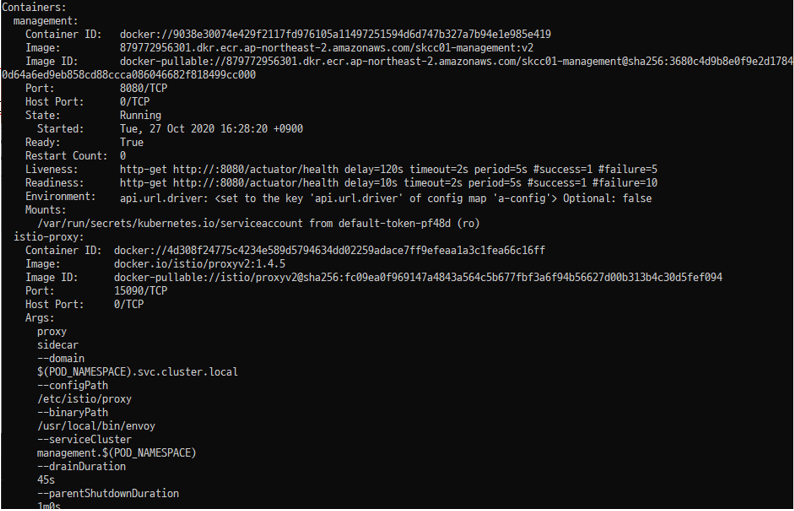 Containers:
  management:
    Container ID:   docker://9038e30074e429f2117fd976105a11497251594d6d747b327a7b94e1e985e419
    Image:          879772956301.dkr.ecr.ap-northeast-2.amazonaws.com/skcc01-management:v2
    Image ID:       docker-pullable://879772956301.dkr.ecr.ap-northeast-2.amazonaws.com/skcc01-management@sha256:3680c4d9b8e0f9e2d1784
0d64a6ed9eb858cd88ccca086046682f818499cc000
    Port:           8080/TCP
    Host Port:      0/TCP
    State:          Running
      Started:      Tue, 27 Oct 2020 16:28:20 +0900
    Ready:          True
    Restart Count:  0
    Liveness:       http-get http://:8080/actuator/health delay=120s timeout=2s period=5s #success=1 #failure=5
    Readiness:      http-get http://:8080/actuator/health delay=10s timeout=2s period=5s #success=1 #failure=10
    Environment:    api.url.driver: <set to the key 'api.url.driver' of config map 'a-config'> Optional: false
    Mounts:
      /var/run/secrets/kubernetes.io/serviceaccount from default-token-pf48d (ro)
  istio-proxy:
    Container ID:  docker://4d308f24775c4234e589d5794634dd02259adace7ff9efeaa1a3c1fea66c16ff
    Image:         docker.io/istio/proxyv2:1.4.5
    Image ID:      docker-pullable://istio/proxyv2@sha256:fc09ea0f969147a4843a564c5b677fbf3a6f94b56627d00b313b4c30d5fef094
    Port:          15090/TCP
    Host Port:     0/TCP
    Args:
      proxy
      sidecar
      --domain
      $(POD_NAMESPACE).svc.cluster.local
      --configPath
      /etc/istio/proxy
      --binaryPath
      /usr/local/bin/envoy
      --serviceCluster
      management.$(POD_NAMESPACE)
      --drainDuration
      45s
      --parentShutdownDuration
      1m0s